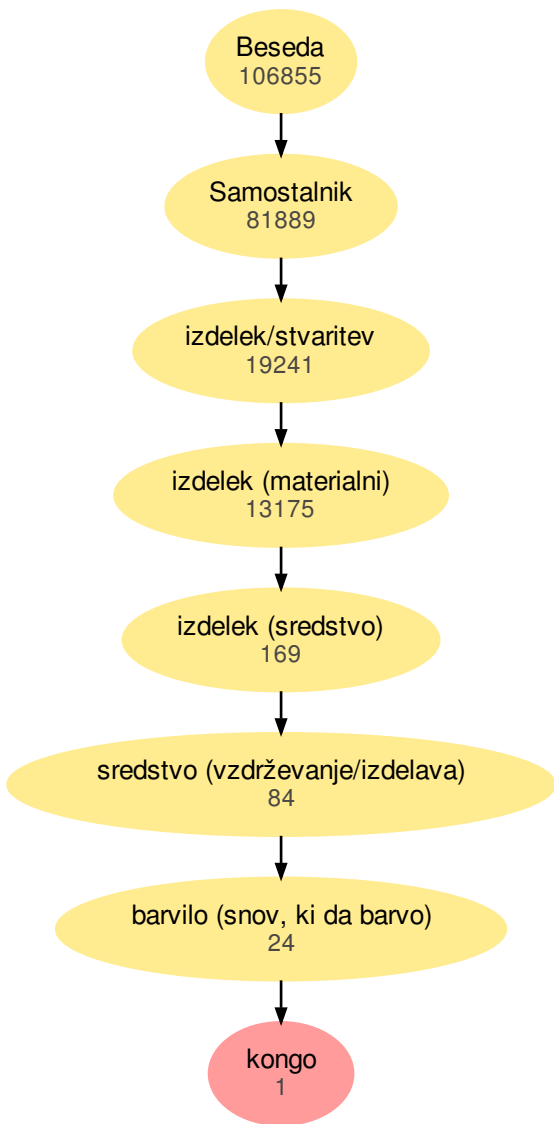 Beseda
106855
Samostalnik
81889
izdelek/stvaritev
19241
izdelek (materialni)
13175
izdelek (sredstvo)
169
sredstvo (vzdrževanje/izdelava)
84
barvilo (snov, ki da barvo)
24
kongo
1